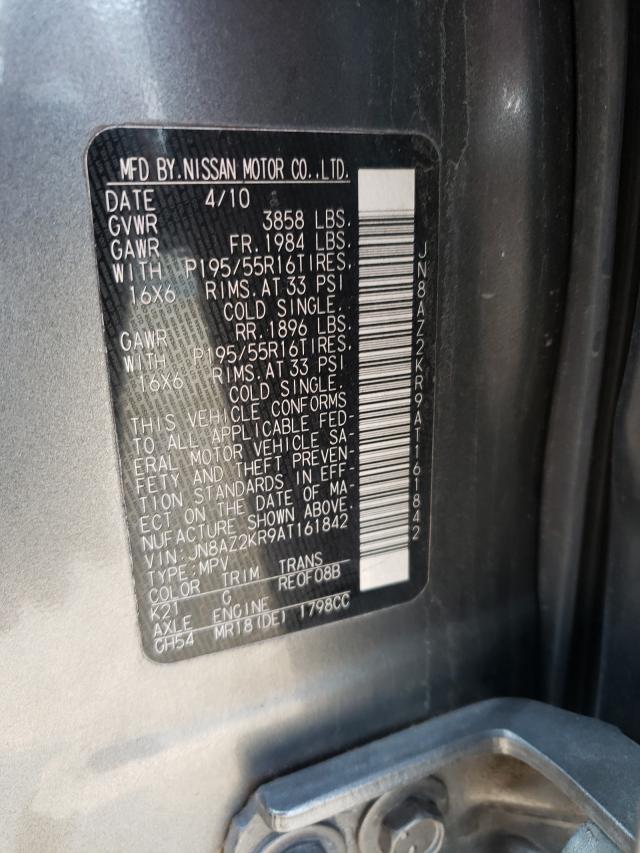 MFD BY.NISSAN MOTOR CO.,LTD.
DATE 4/10
GVWR 3858 LBS.
GAWR FR.1984 LBS.
WITH P195/55R16TIRES.
16X6 RIMS.AT 33 PSI
COLD SINGLE.
GAWR RR.1896 LBS.
WITH P195/55R16TIRES.
16X6 RIMS.AT 33 PSI
COLD SINGLE.
THIS VEHICLE CONFORMS
TO ALL APPLICABLE FED-
ERAL MOTOR VEHICLE SA-
FETY AND THEFT PREVEN-
TION STANDARDS IN EFF-
ECT ON THE DATE OF MA-
NUFACTURE SHOWN ABOVE.
VIN:JN8AZ2KR9AT161842
TYPE:MPV
COLOR TRIM TRANS
K21 G RE0F08B
AXLE ENGINE
GH54 MR18(DE) 1798CC
JN8AZ2KR9AT161842